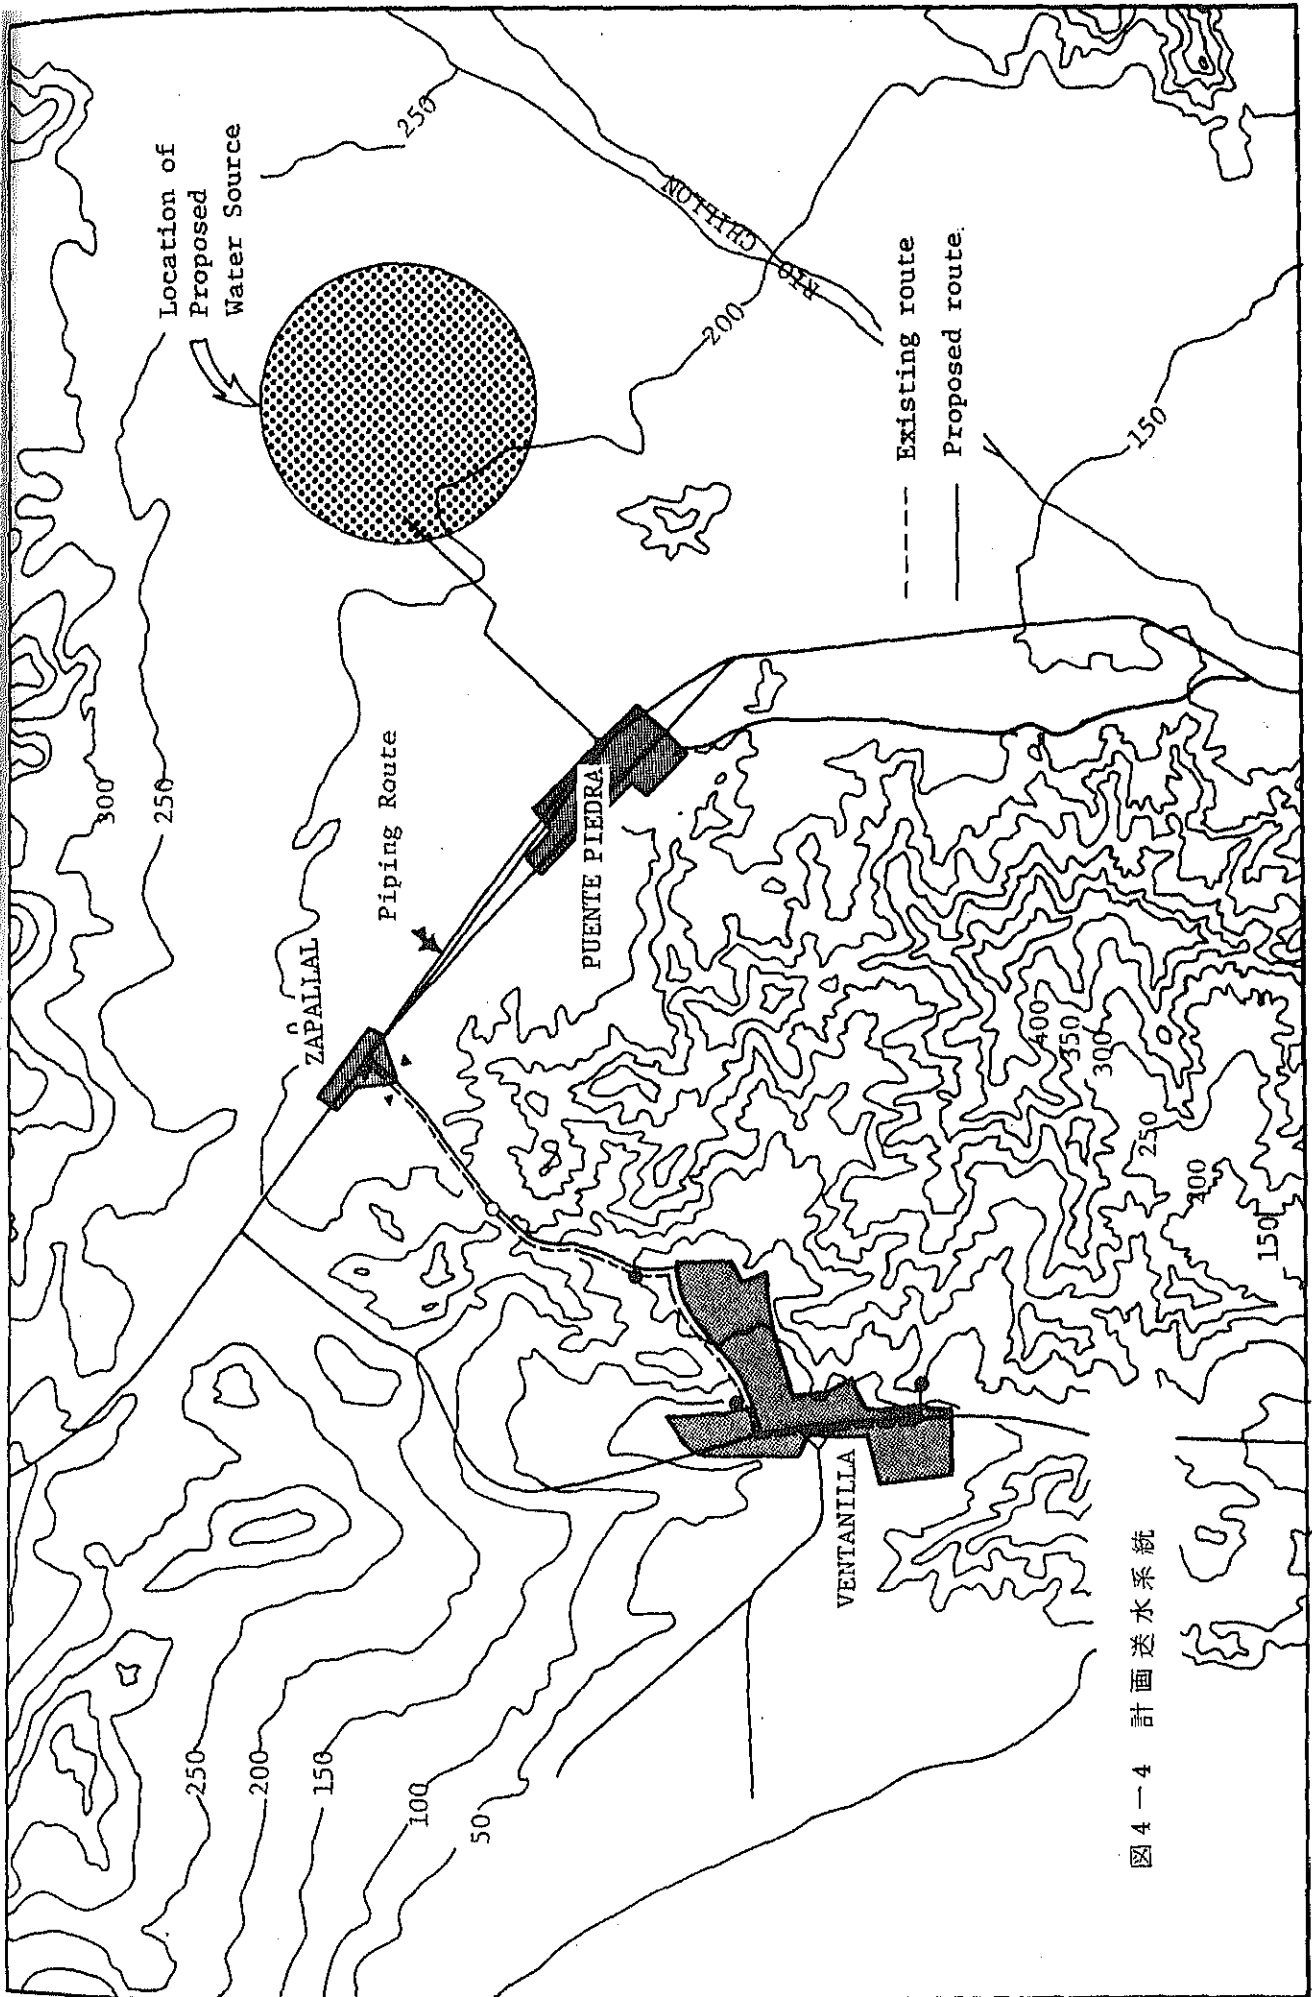 Location of
Proposed
Water Source
250
RIO CHILLON
200
Existing route
Proposed route
150
300
250
Piping Route
ZAPALLAL
PUENTE PIEDRA
400
350
300
250
200
150
VENTANILLA
250
200
150
100
50
図4-4 計画送水系統